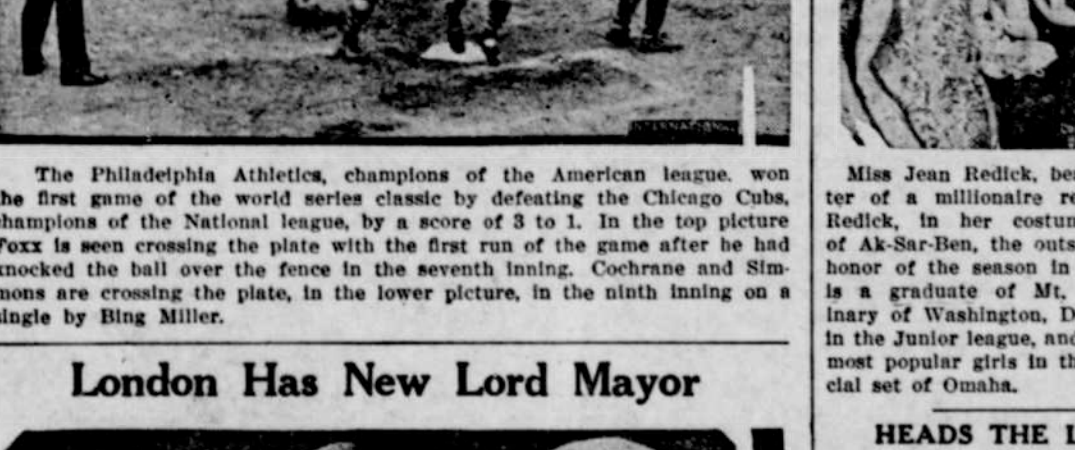 INTERNATIONAL
The Philadelphia Athletics, champions of the American league, won
the first game of the world series classic by defeating the Chicago Cubs,
champions of the National league, by a score of 3 to 1. In the top picture
Foxx is seen crossing the plate with the first run of the game after he had
knocked the ball over the fence in the seventh inning. Cochrane and Sim-
mons are crossing the plate, in the lower picture, in the ninth inning on a
single by Bing Miller.
London Has New Lord Mayor
Miss Jean Redick,
ter of a millionaire
Redick, in her
of Ak-Sar-Ben, the
honor of the season in
is a graduate of Mt.
inary of Washington, D
in the Junior league, and
most popular girls in
cial set of Omaha.
HEADS THE